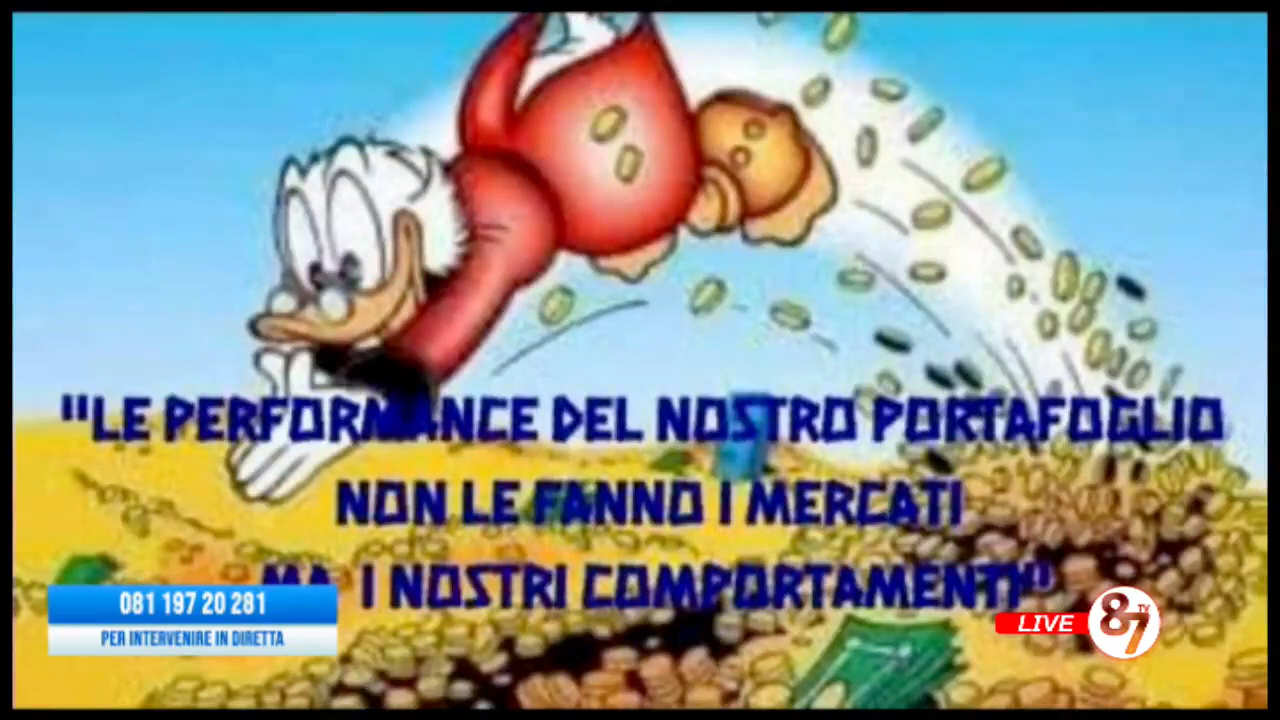 "LE PERFORMANCE DEL NOSTRO PORTAFOGLIO
NON LE FANNO I MERCATI
MA I NOSTRI COMPORTAMENTI"
081 197 20 281
PER INTERVENIRE IN DIRETTA
LIVE
87 TV